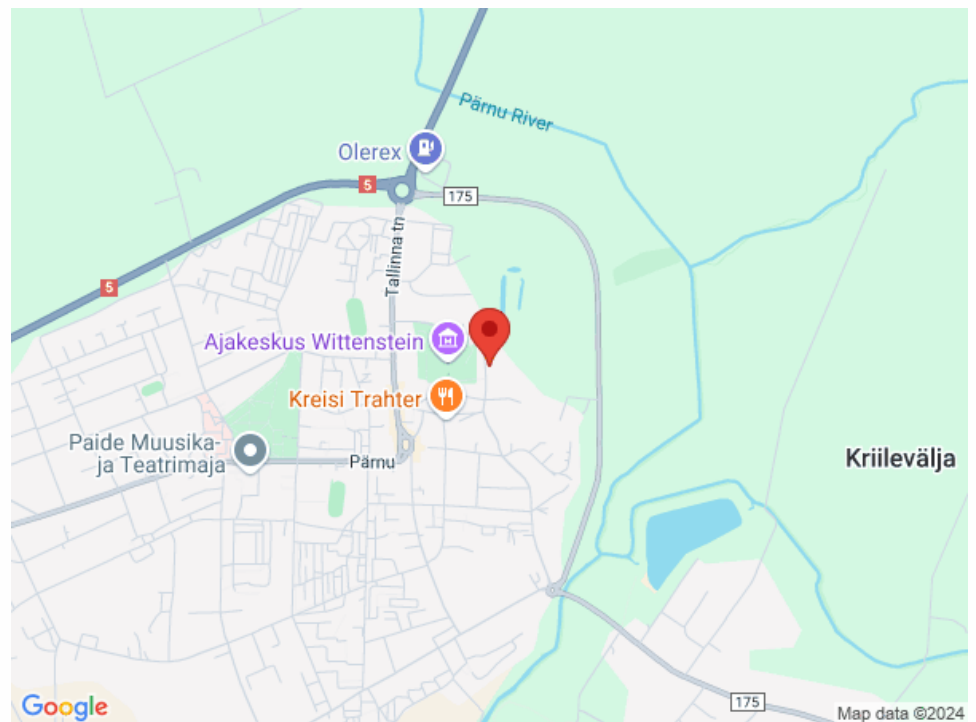 Pärnu River
Olerex
5
175
Tallinna tn
5
Ajakeskus Wittenstein
Kreisi Trahter
Paide Muusika-
ja Teatrimaja
Pärnu
Kriilevälja
175
Google
Map data ©2024